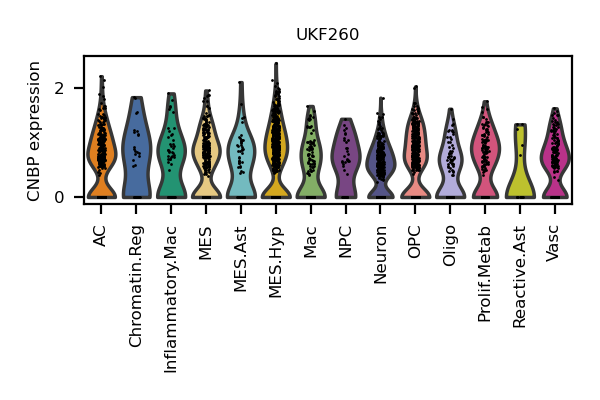 UKF260
CNBP expression
2
0
AC
Chromatin.Reg
Inflammatory.Mac
MES
MES.Ast
MES.Hyp
Mac
NPC
Neuron
OPC
Oligo
Prolif.Metab
Reactive.Ast
Vasc